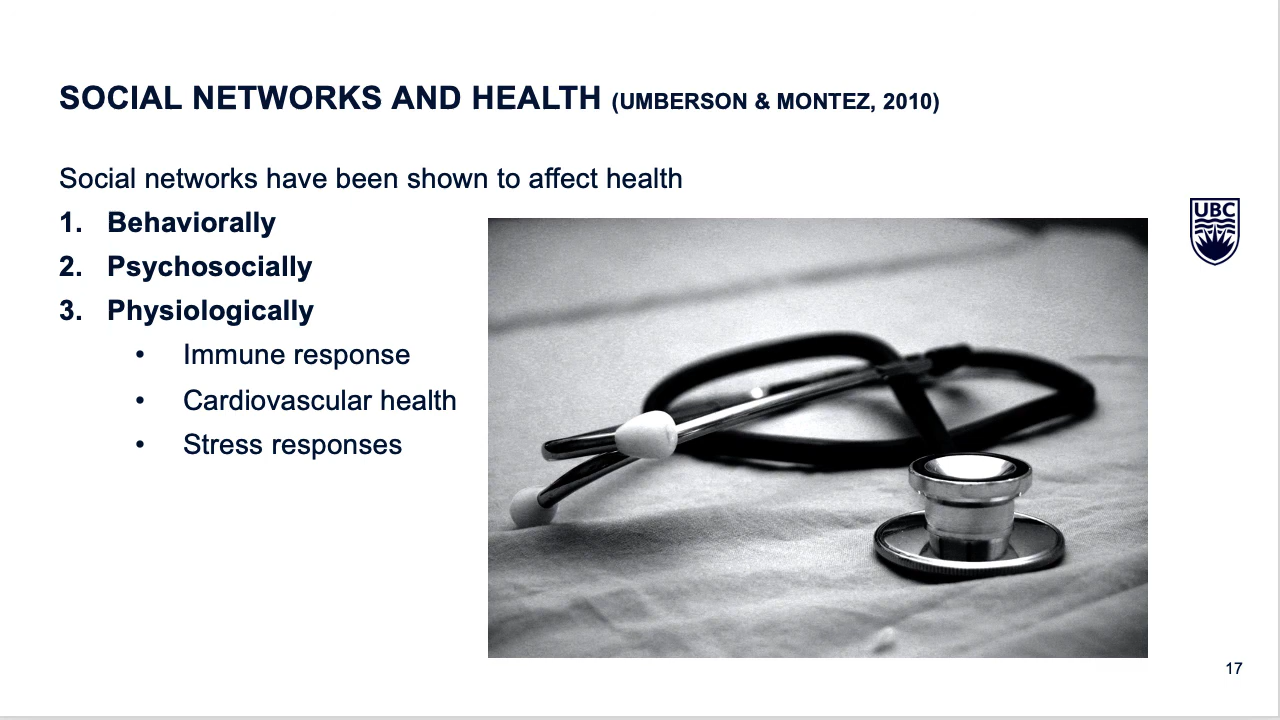 SOCIAL NETWORKS AND HEALTH (UMBERSON & MONTEZ, 2010)
Social networks have been shown to affect health
1. Behaviorally
2. Psychosocially
3. Physiologically
• Immune response
• Cardiovascular health
• Stress responses
UBC
17